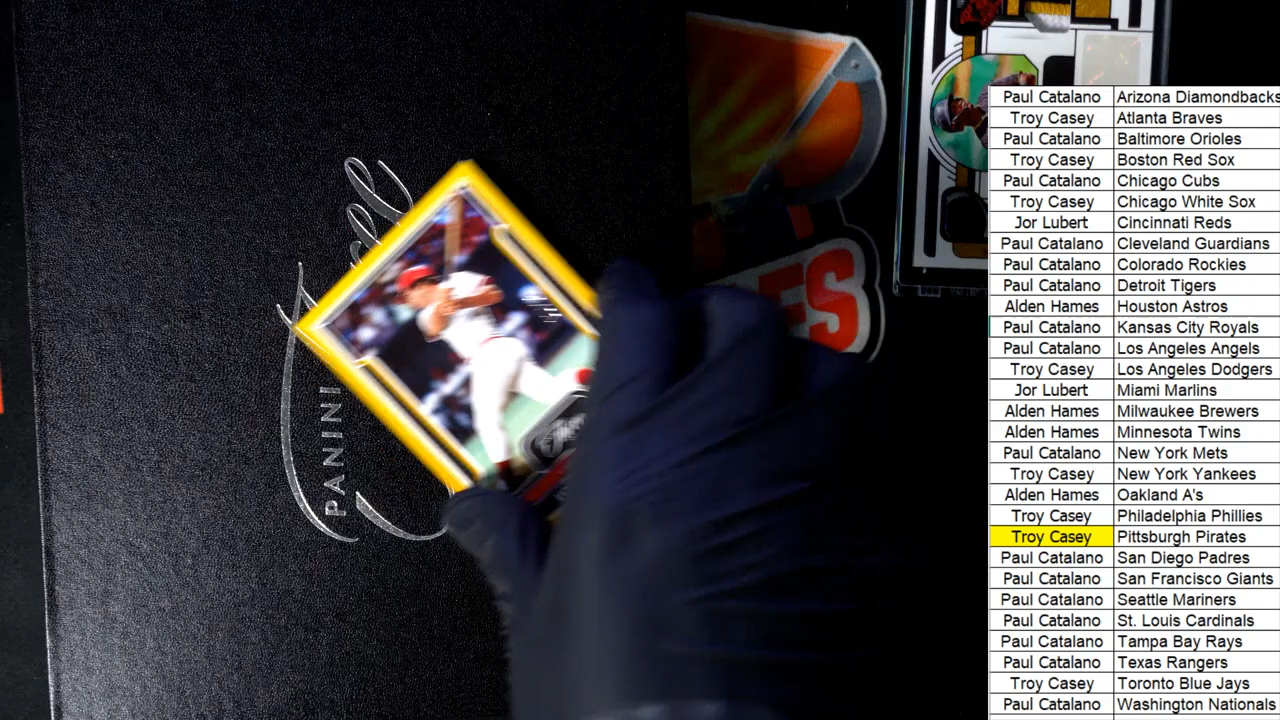 PANINI
ES
Paul Catalano Arizona Diamondbacks
Troy Casey Atlanta Braves
Paul Catalano Baltimore Orioles
Troy Casey Boston Red Sox
Paul Catalano Chicago Cubs
Troy Casey Chicago White Sox
Jor Lubert Cincinnati Reds
Paul Catalano Cleveland Guardians
Paul Catalano Colorado Rockies
Paul Catalano Detroit Tigers
Alden Hames Houston Astros
Paul Catalano Kansas City Royals
Paul Catalano Los Angeles Angels
Troy Casey Los Angeles Dodgers
Jor Lubert Miami Marlins
Alden Hames Milwaukee Brewers
Alden Hames Minnesota Twins
Paul Catalano New York Mets
Troy Casey New York Yankees
Alden Hames Oakland A's
Troy Casey Philadelphia Phillies
Troy Casey Pittsburgh Pirates
Paul Catalano San Diego Padres
Paul Catalano San Francisco Giants
Paul Catalano Seattle Mariners
Paul Catalano St. Louis Cardinals
Paul Catalano Tampa Bay Rays
Paul Catalano Texas Rangers
Troy Casey Toronto Blue Jays
Paul Catalano Washington Nationals